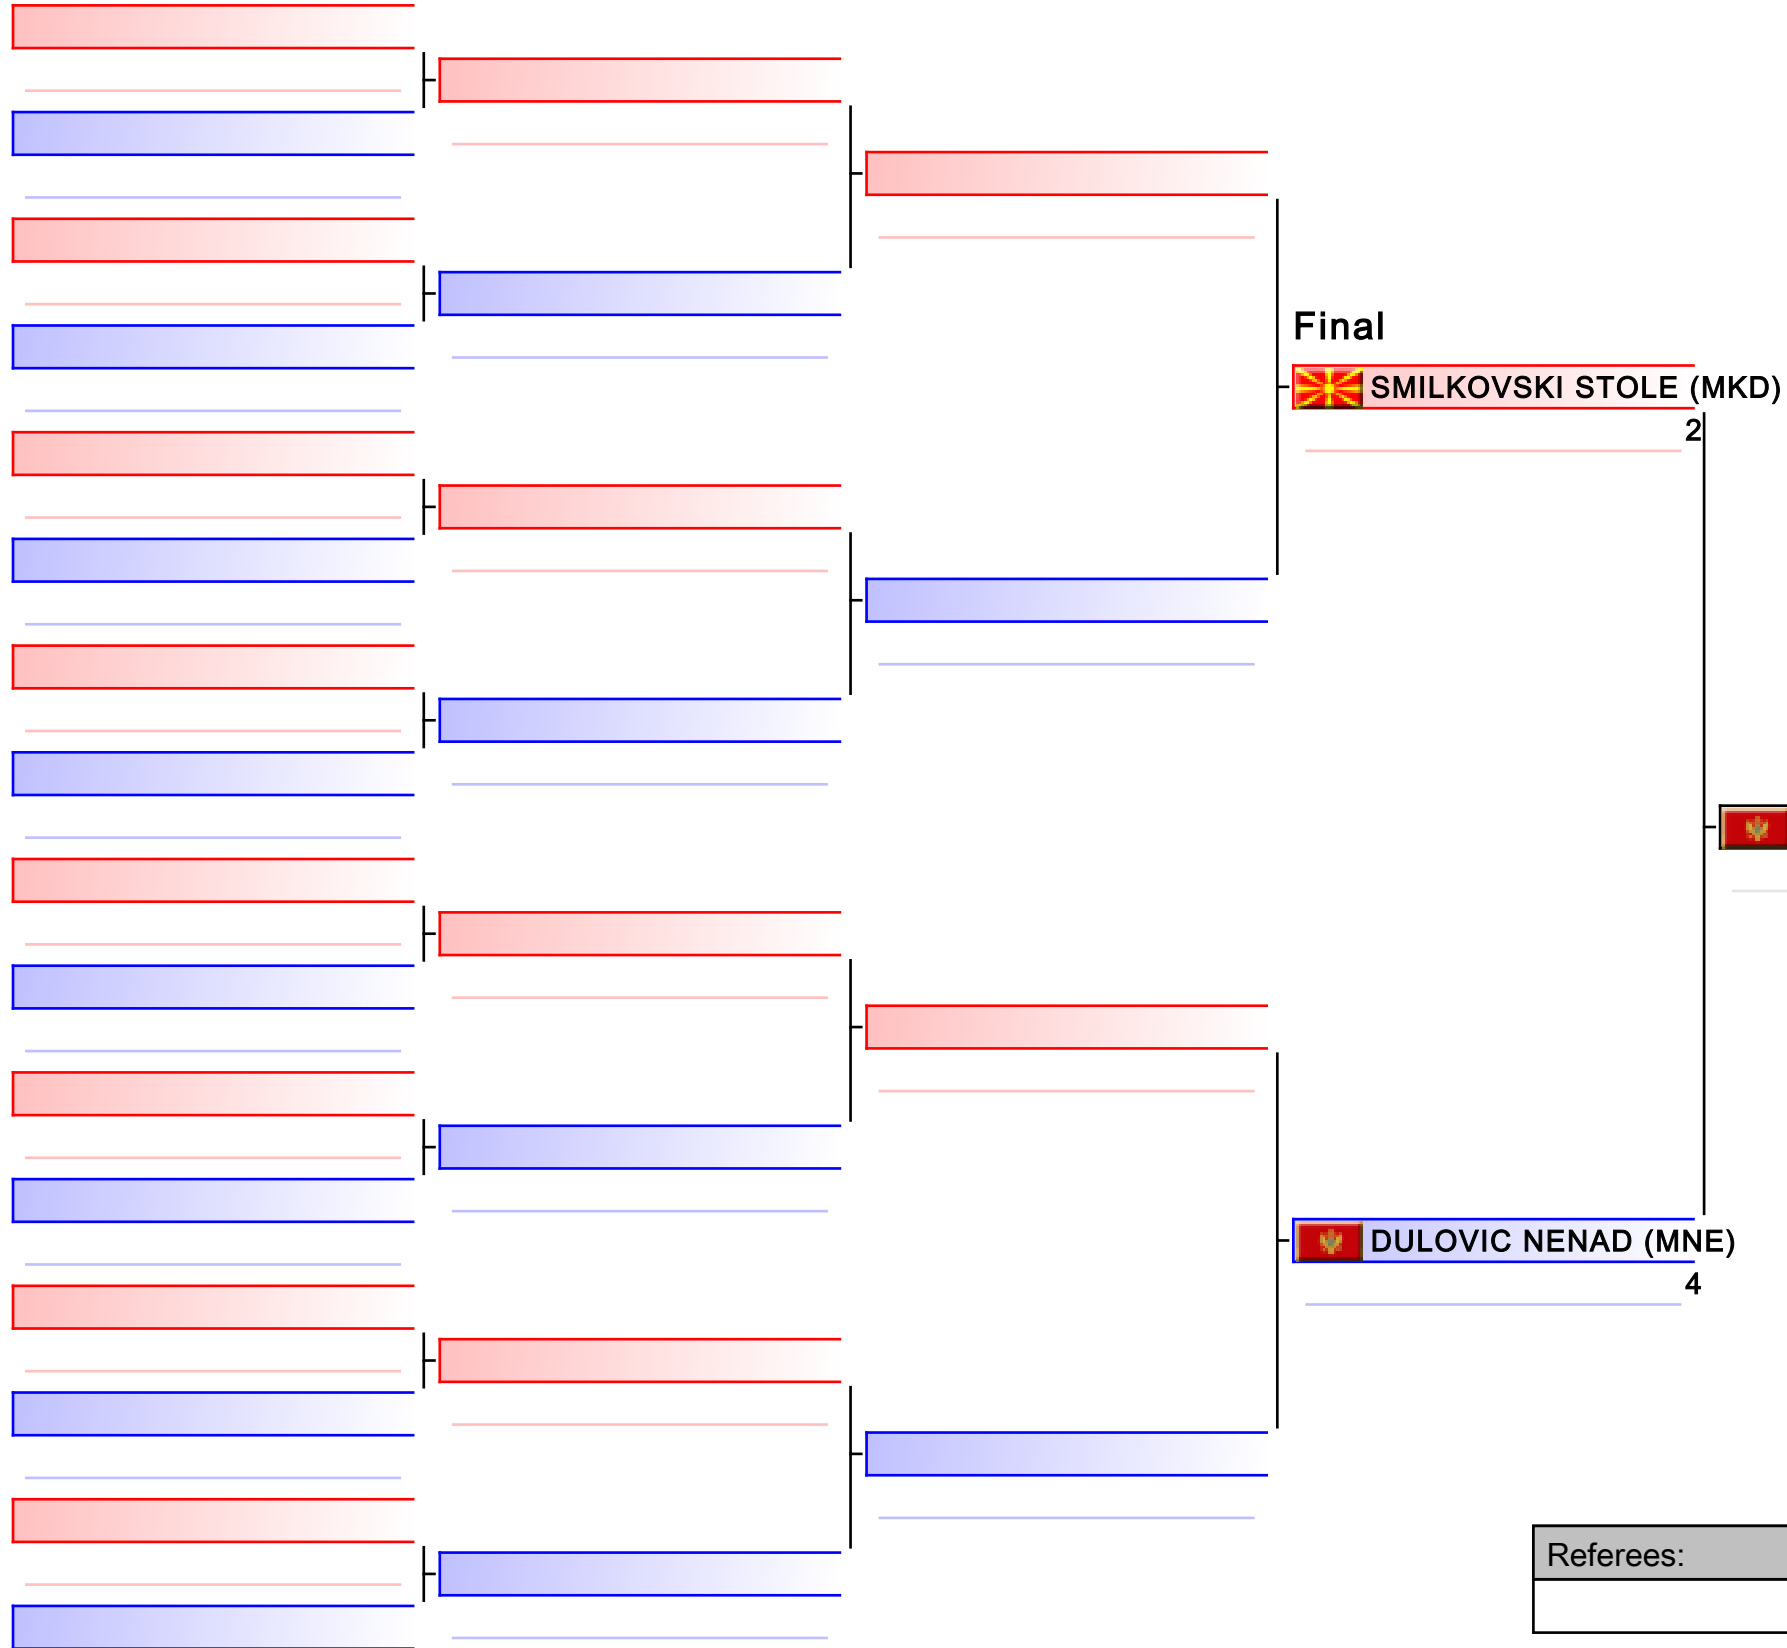 Final
SMILKOVSKI STOLE (MKD)
2
DULOVIC NENAD (MNE)
4
Referees: